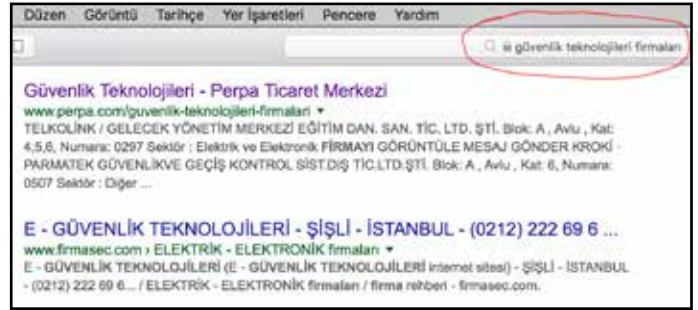 Düzen Görüntü Tarihçe Yer İşaretleri Pencere Yardım
güvenlik teknolojileri firmaları
Güvenlik Teknolojileri - Perpa Ticaret Merkezi
www.perpa.com/guvenlik-teknolojileri-firmalari ▾
TELKOLİNK / GELECEK YÖNETİM MERKEZİ EĞİTİM DAN. SAN. TİC. LTD. ŞTİ. Blok: A , Avlu , Kat:
4,5,6, Numara: 0297 Sektör : Elektrik ve Elektronik FİRMAYI GÖRÜNTÜLE MESAJ GÖNDER KROKİ -
PARMATEK GÜVENLİKVE GEÇİŞ KONTROL SİST.DIŞ TİC.LTD.ŞTİ. Blok: A , Avlu , Kat: 6, Numara:
0507 Sektör : Diğer ...
E - GÜVENLİK TEKNOLOJİLERİ - ŞİŞLİ - İSTANBUL - (0212) 222 69 6 ...
www.firmasec.com › ELEKTRİK - ELEKTRONİK firmaları ▾
E - GÜVENLİK TEKNOLOJİLERİ (E - GÜVENLİK TEKNOLOJİLERİ internet sitesi) - ŞİŞLİ - İSTANBUL
- (0212) 222 69 6... / ELEKTRİK - ELEKTRONİK firmaları / firma rehberi - firmasec.com.